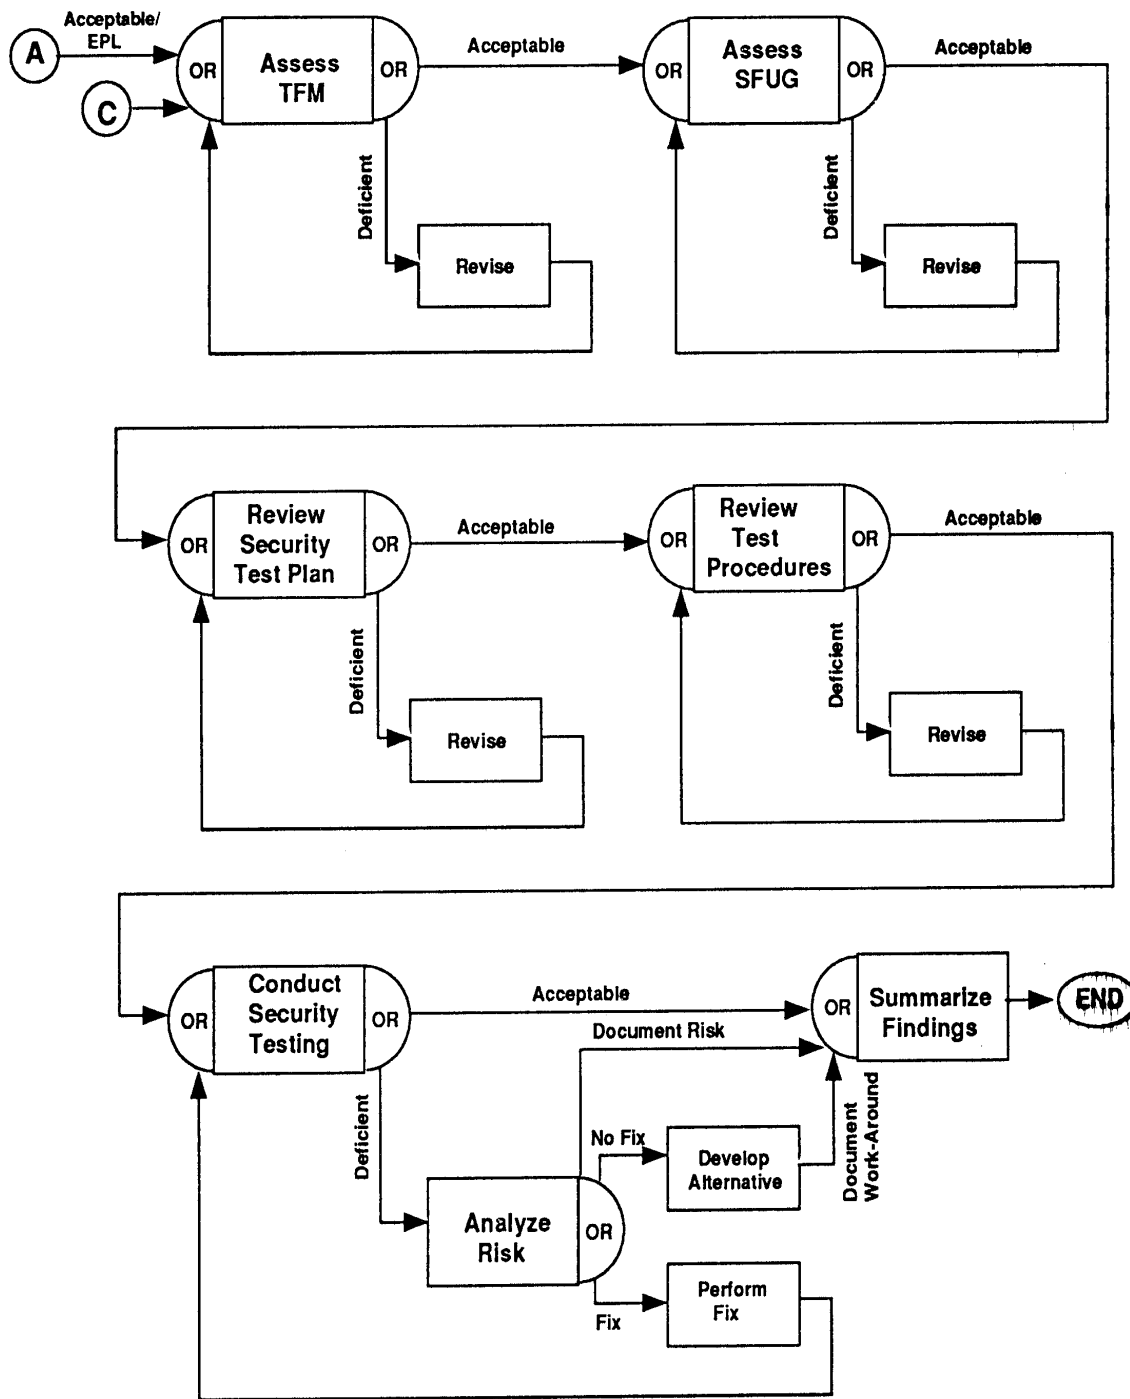 Acceptable/
EPL
A
C
OR
Assess
TFM
OR
Acceptable
OR
Assess
SFUG
OR
Acceptable
Deficient
Revise
Deficient
Revise
OR
Review
Security
Test Plan
OR
Acceptable
OR
Review
Test
Procedures
OR
Acceptable
Deficient
Revise
Deficient
Revise
OR
Conduct
Security
Testing
OR
Acceptable
Document Risk
OR
Summarize
Findings
END
Deficient
Analyze
Risk
OR
No Fix
Develop
Alternative
Document
Work-Around
Fix
Perform
Fix